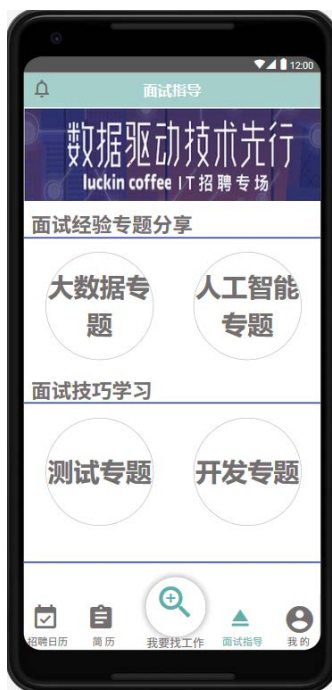 12:00
面试指导
数据驱动技术先行
luckin coffee IT招聘专场
面试经验专题分享
大数据专
题
人工智能
专题
面试技巧学习
测试专题
开发专题
招聘日历
简历
我要找工作
面试指导
我的